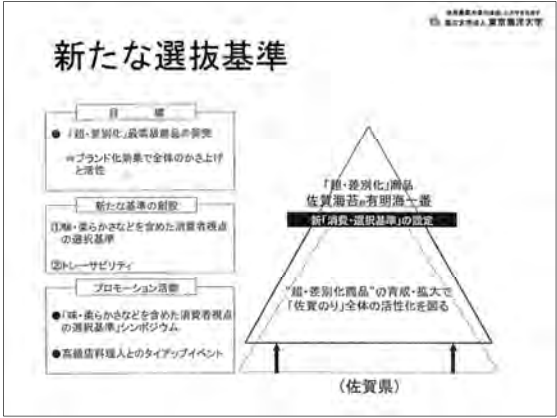 国立大学法人 東京海洋大学
新たな選抜基準
目 標
● 「超・差別化」最高級商品の開発
⇒ブランド化効果で全体のかさ上げ
と活性
新たな基準の創設
①味・柔らかさなどを含めた消費者視点
の選択基準
②トレーサビリティ
プロモーション活動
●「味・柔らかさなどを含めた消費者視点
の選択基準」シンポジウム
●高級店料理人とのタイアップイベント
「超・差別化」商品
佐賀海苔®有明海一番
新「消費・選択基準」の設定
"超・差別化商品"の育成・拡大で
「佐賀のり」全体の活性化を図る
(佐賀県)